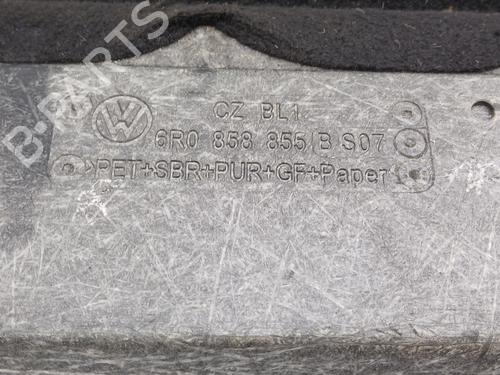 CZ BL1
6R0 858 855 B S07
>PET+SBR+PUR+GF+Paper<
B-PARTS